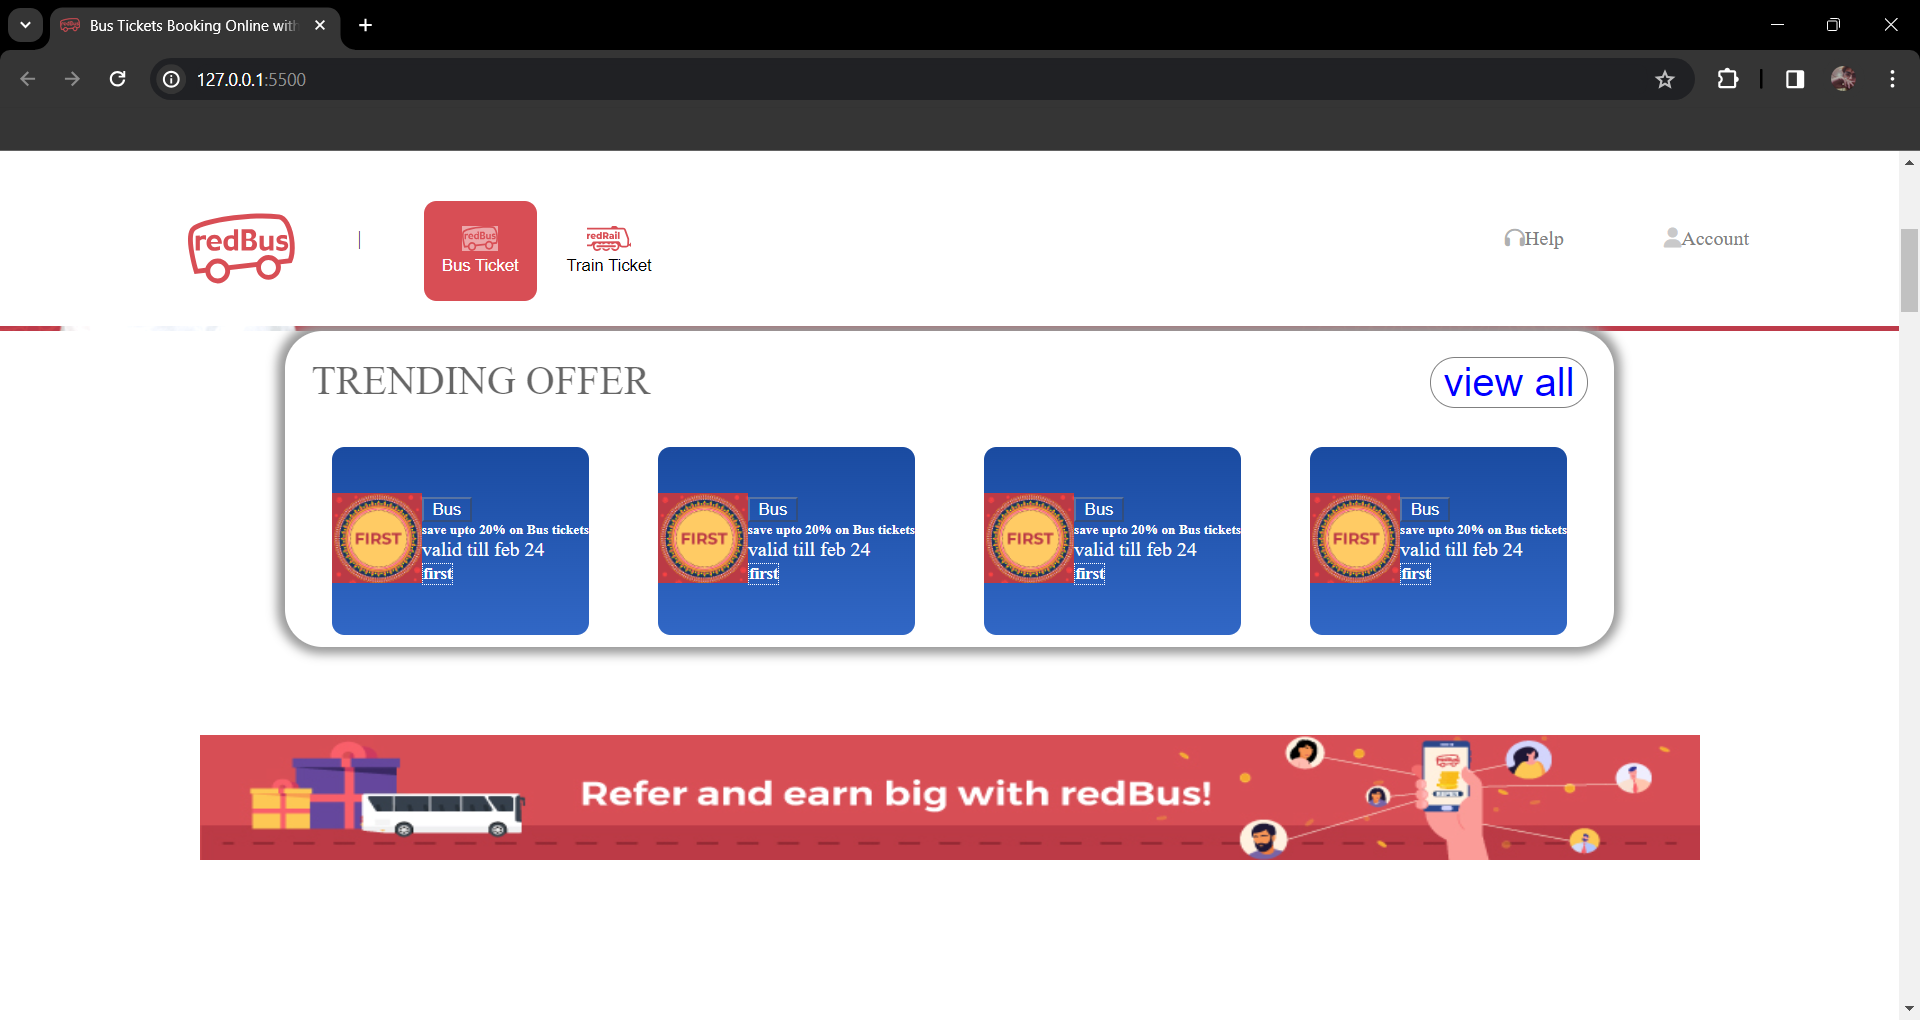 Bus Tickets Booking Online with
127.0.0.1:5500
redBus
|
redBus
Bus Ticket
redRail
Train Ticket
Help
Account
TRENDING OFFER
view all
FIRST
Bus
save upto 20% on Bus tickets
valid till feb 24
first
FIRST
Bus
save upto 20% on Bus tickets
valid till feb 24
first
FIRST
Bus
save upto 20% on Bus tickets
valid till feb 24
first
FIRST
Bus
save upto 20% on Bus tickets
valid till feb 24
first
Refer and earn big with redBus!
redBus